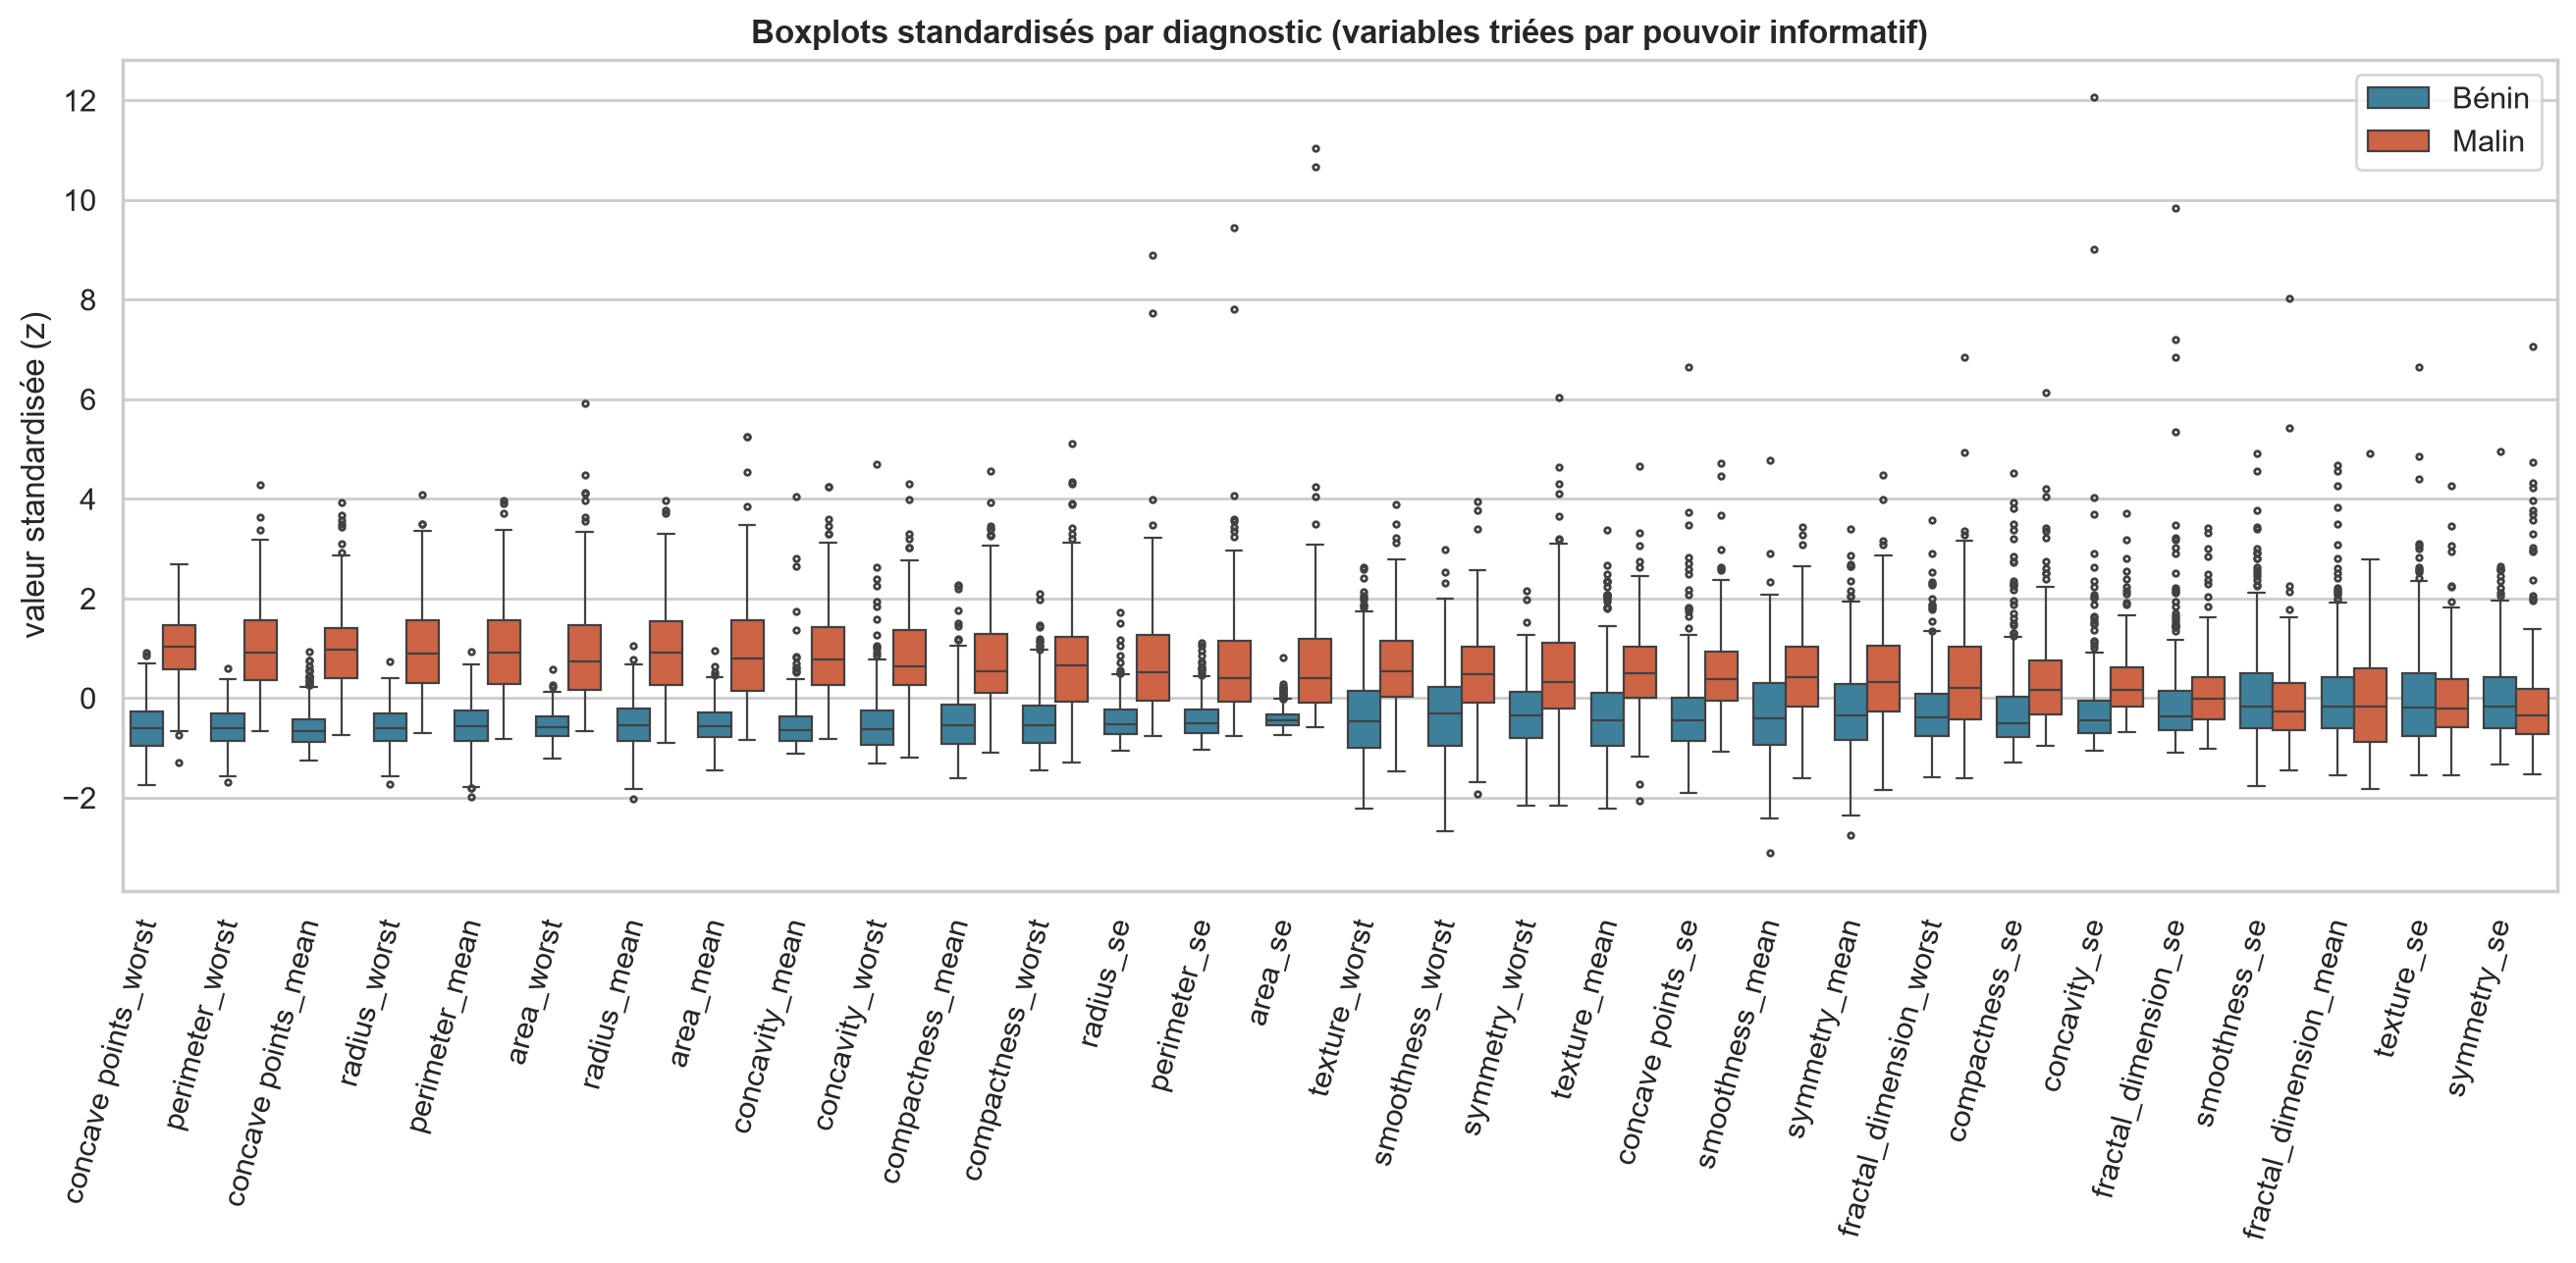 Boxplots standardisés par diagnostic (variables triées par pouvoir informatif)
Bénin
Malin
valeur standardisée (z)
12
10
8
6
4
2
0
−2
concave points_worst
perimeter_worst
concave points_mean
radius_worst
perimeter_mean
area_worst
radius_mean
area_mean
concavity_mean
concavity_worst
compactness_mean
compactness_worst
radius_se
perimeter_se
area_se
texture_worst
smoothness_worst
symmetry_worst
texture_mean
concave points_se
smoothness_mean
symmetry_mean
fractal_dimension_worst
compactness_se
concavity_se
fractal_dimension_se
smoothness_se
fractal_dimension_mean
texture_se
symmetry_se